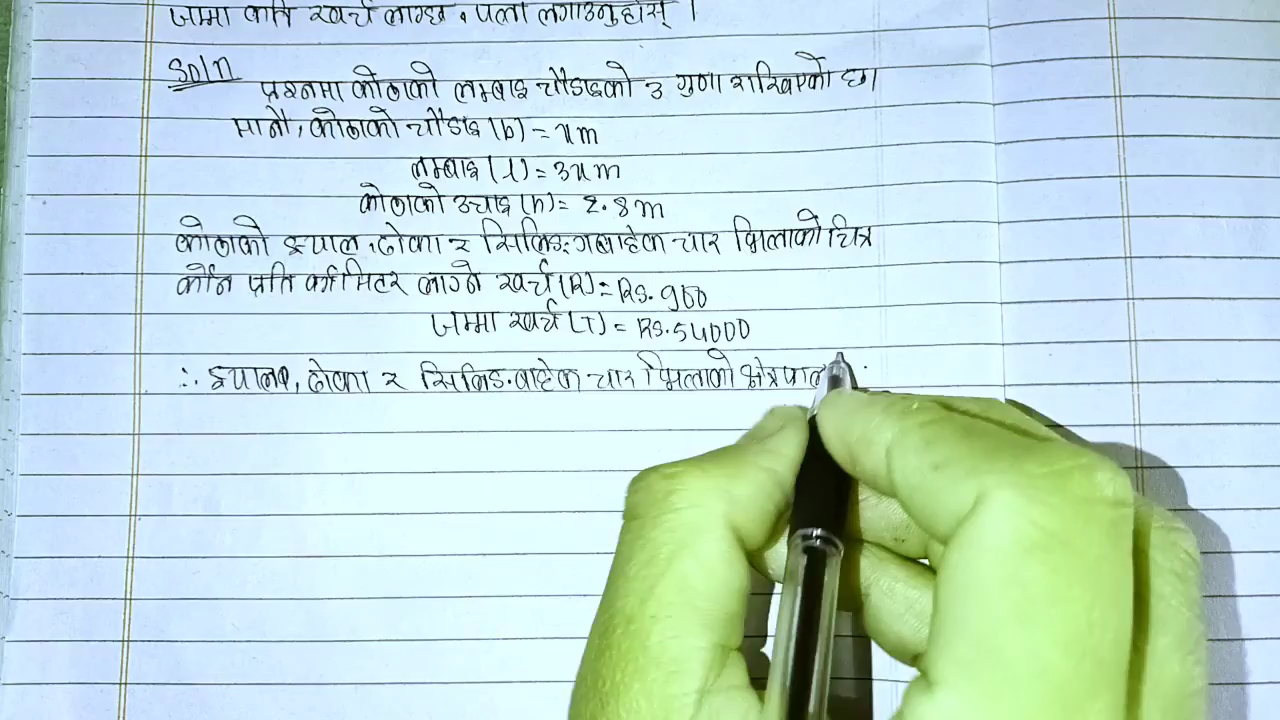 जम्मा कति खर्च लाग्छ . पत्ता लगाउनुहोस् ।
Soln
प्रश्नमा कोठाको लम्बाइ चौडाइको 3 गुणा राखिएको छ।
मानौ, कोठाको चौडाइ (b) = xm
लम्बाइ (l) = 3xm
कोठाको उचाइ (h) = 2.8m
कोठाको झ्याल, ढोका र सिलिङ बाहेक चार भित्ताको चित्र
कोर्न प्रति वर्गमिटर लाग्ने खर्च (R) = Rs. 900
जम्मा खर्च (T) = Rs. 54000
∴ झ्याल, ढोका र सिलिङ बाहेक चार भित्ताको क्षेत्रफल